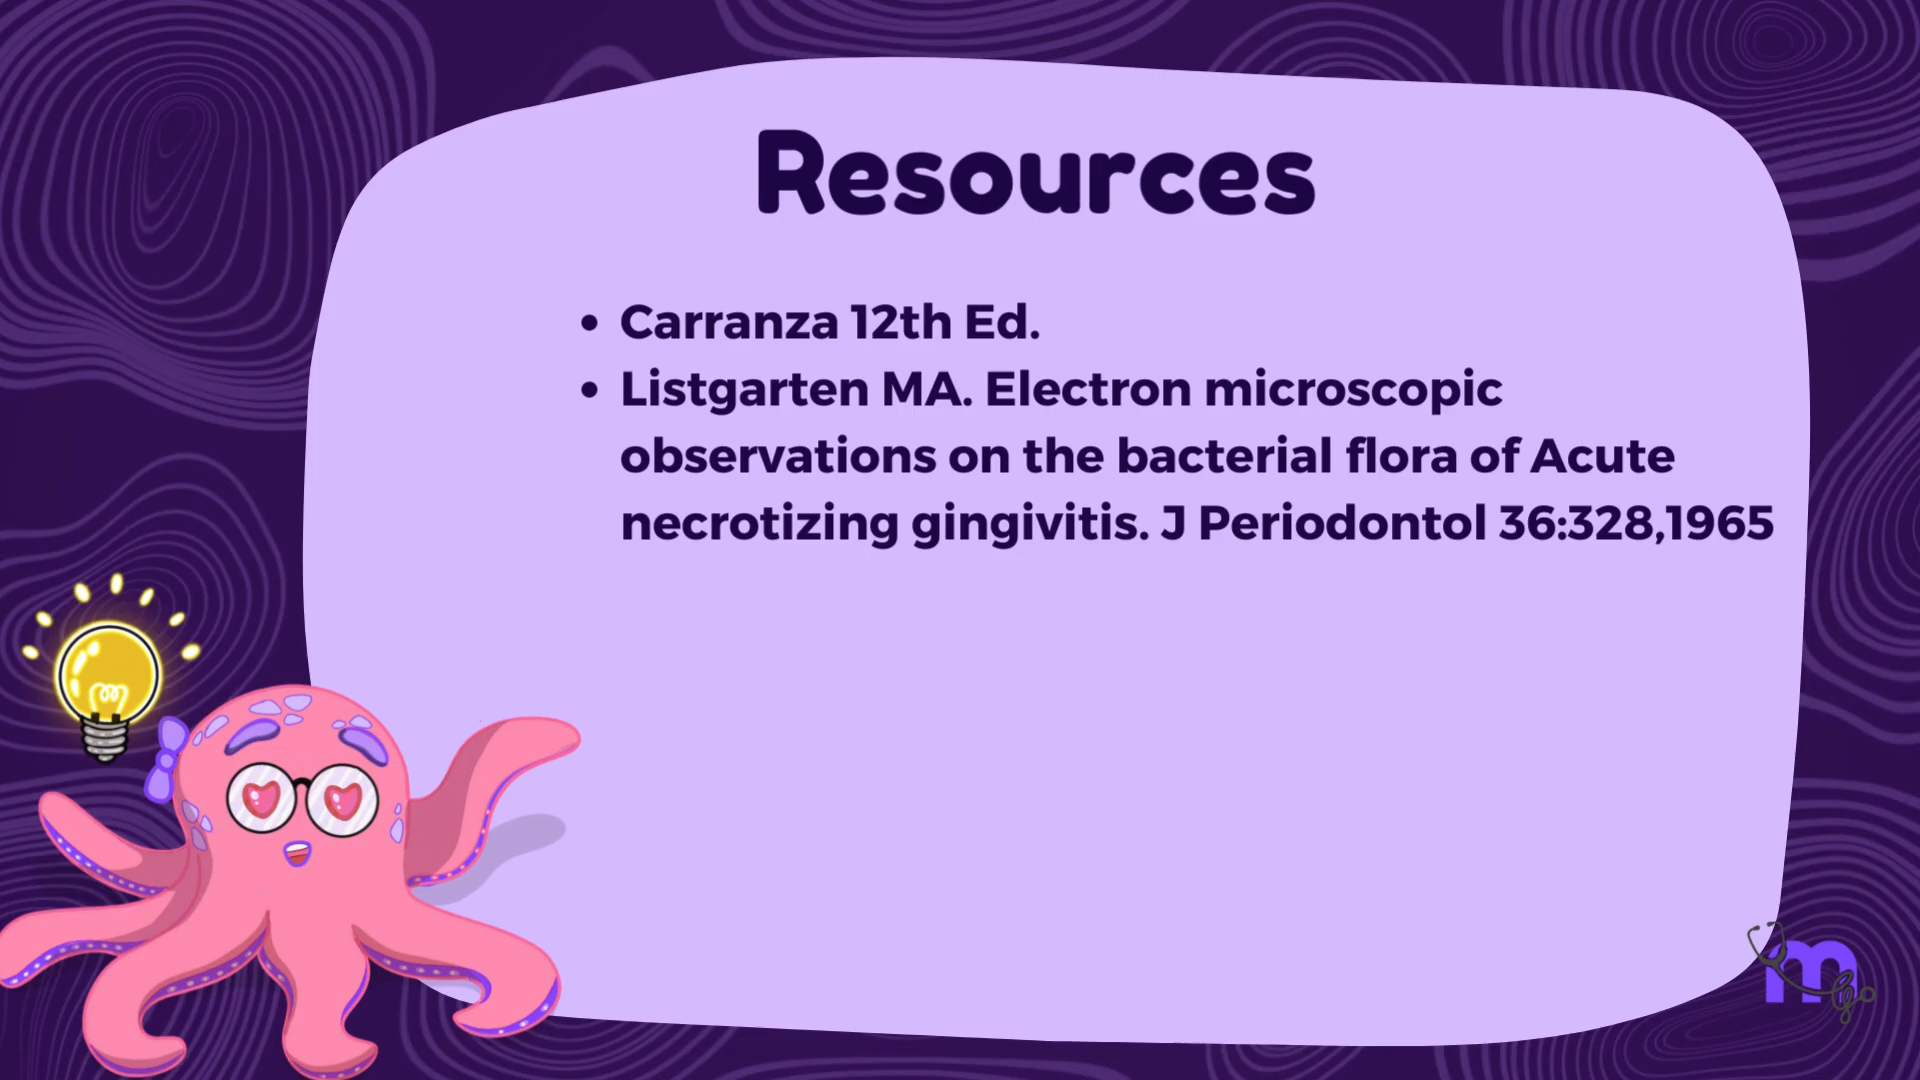 Resources
• Carranza 12th Ed.
• Listgarten MA. Electron microscopic
observations on the bacterial flora of Acute
necrotizing gingivitis. J Periodontol 36:328,1965
m
go